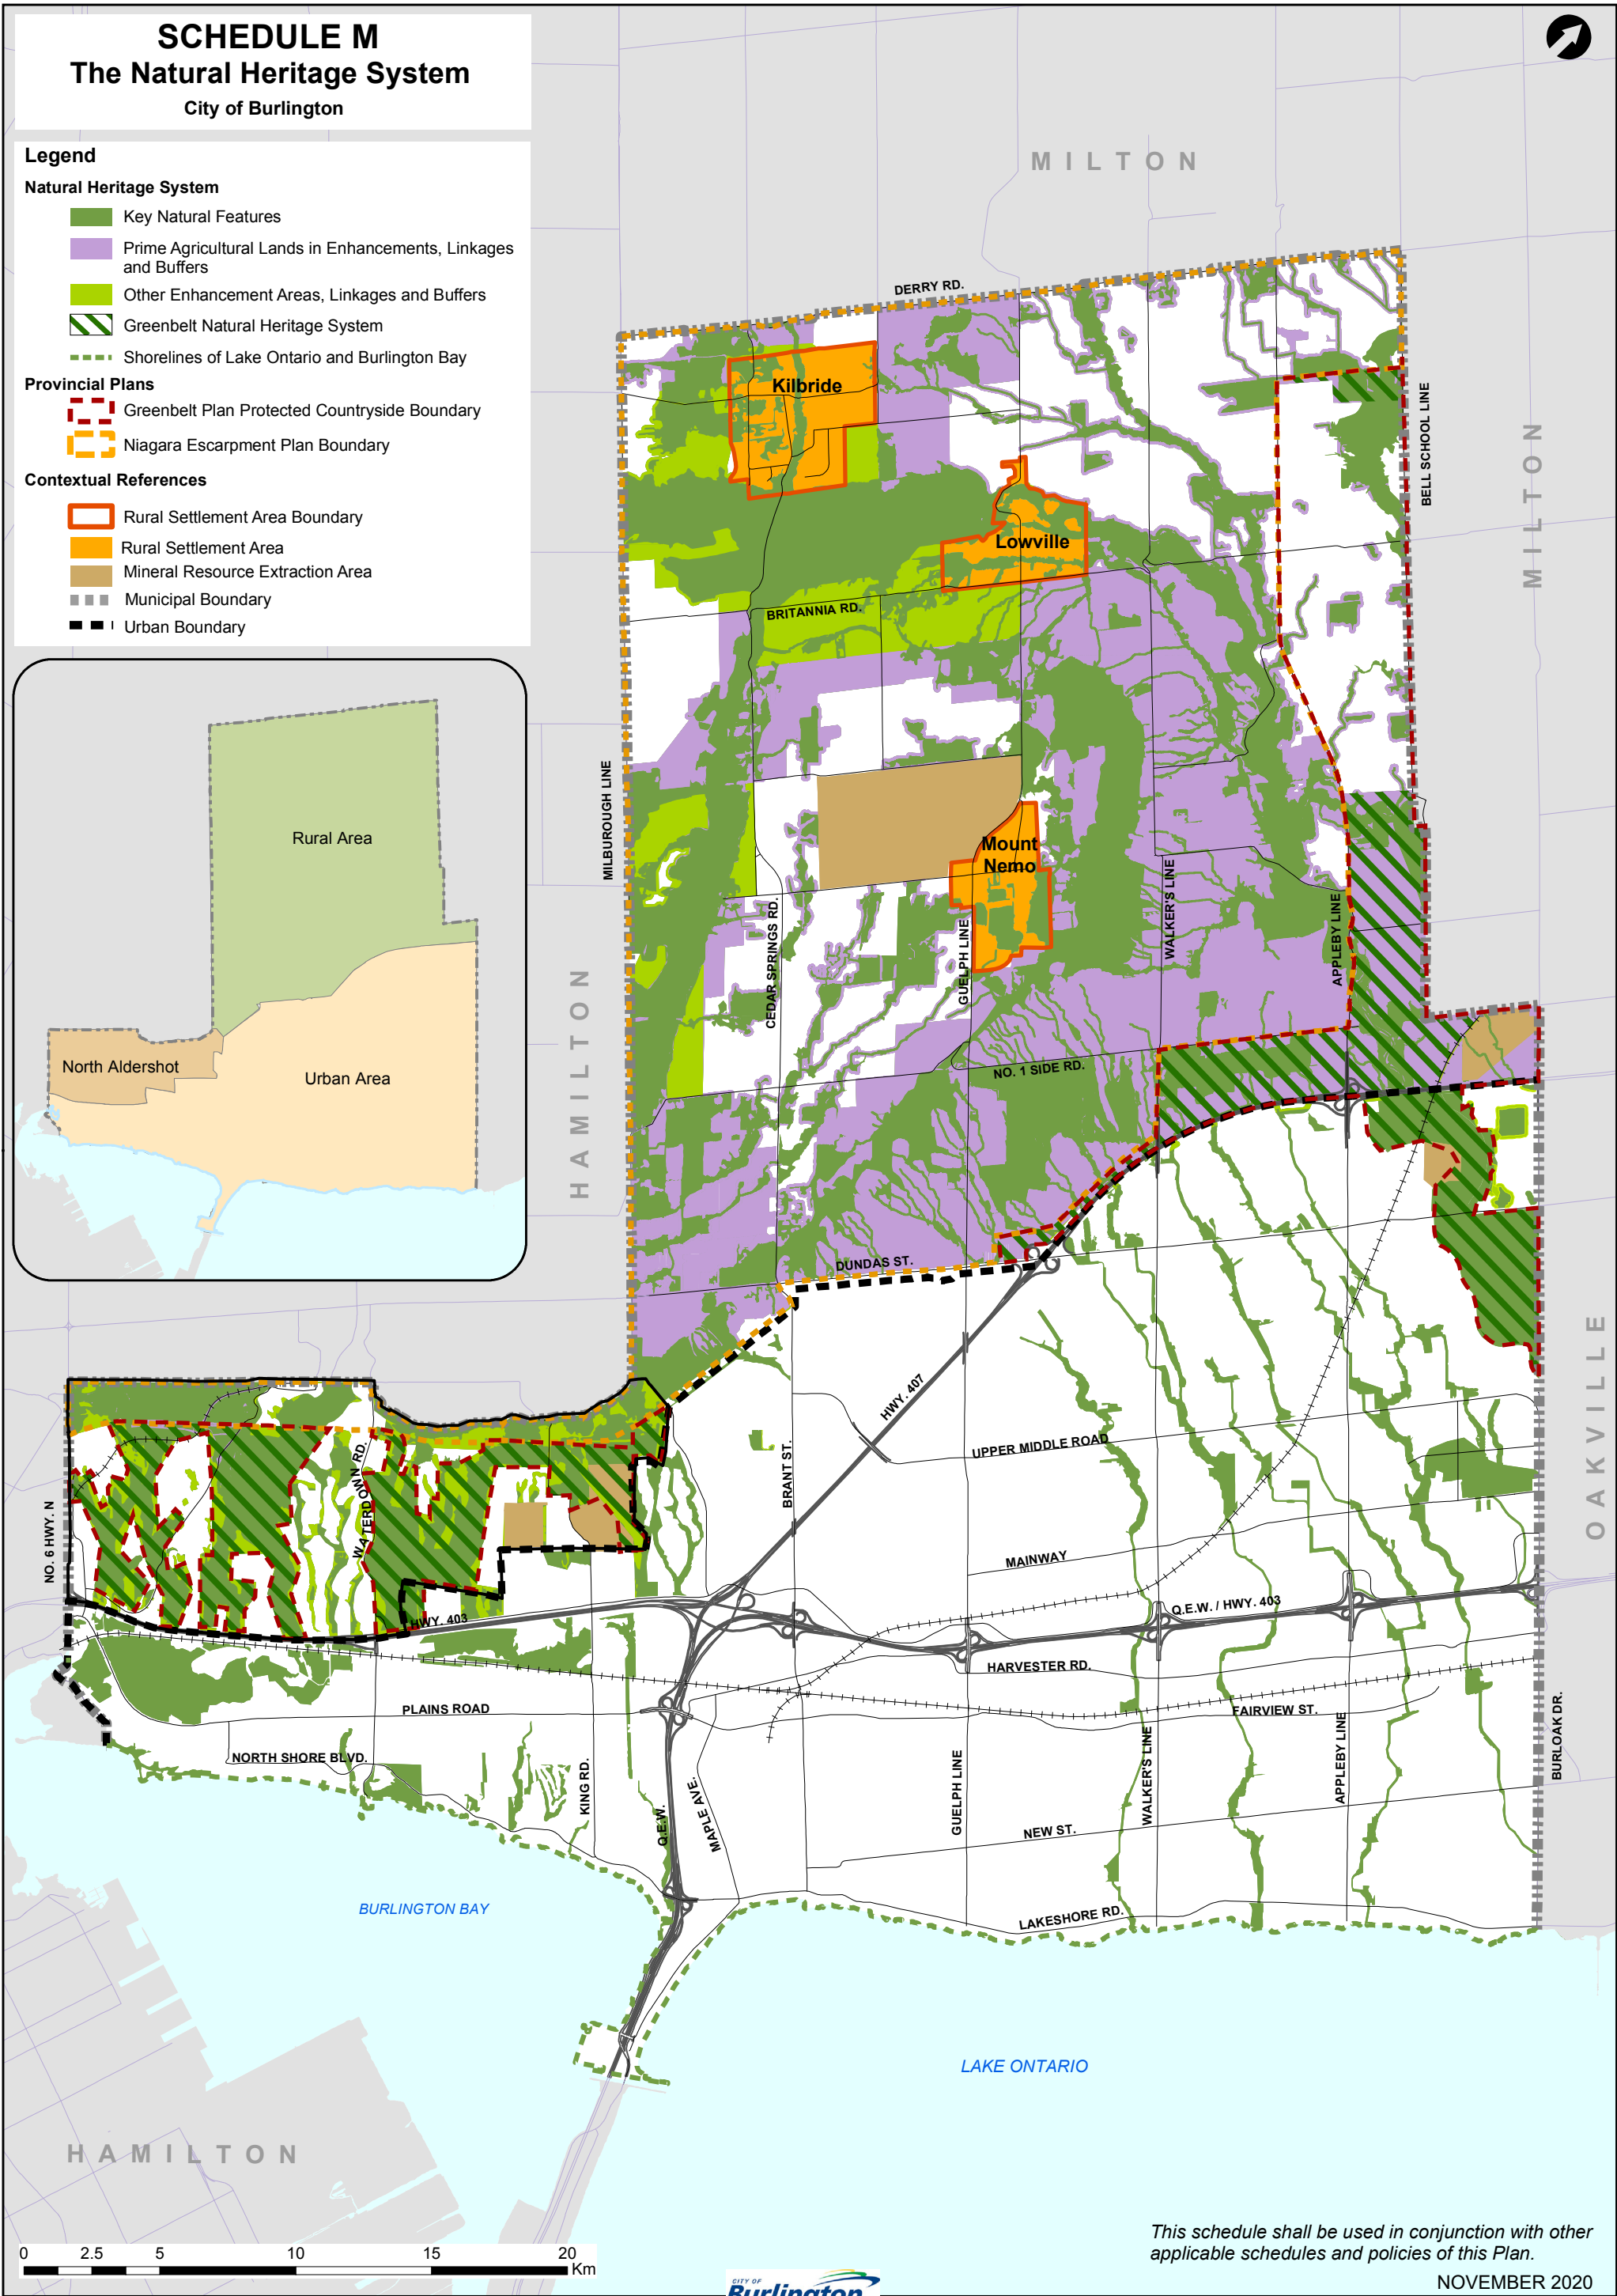 SCHEDULE M
The Natural Heritage System
City of Burlington
Legend
Natural Heritage System
Key Natural Features
Prime Agricultural Lands in Enhancements, Linkages
and Buffers
Other Enhancement Areas, Linkages and Buffers
Greenbelt Natural Heritage System
Shorelines of Lake Ontario and Burlington Bay
Provincial Plans
Greenbelt Plan Protected Countryside Boundary
Niagara Escarpment Plan Boundary
Contextual References
Rural Settlement Area Boundary
Rural Settlement Area
Mineral Resource Extraction Area
Municipal Boundary
Urban Boundary
Rural Area
North Aldershot
Urban Area
MILTON
DERRY RD.
Kilbride
BELL SCHOOL LINE
MILTON
Lowville
BRITANNIA RD.
MILBOROUGH LINE
Mount
Nemo
CEDAR SPRINGS RD.
GUELPH LINE
WALKER'S LINE
APPLEBY LINE
HAMILTON
NO. 1 SIDE RD.
DUNDAS ST.
OAKVILLE
HWY. 407
UPPER MIDDLE ROAD
BRANT ST.
WATERDOWN RD.
NO. 6 HWY. N
MAINWAY
HWY. 403
Q.E.W. / HWY. 403
HARVESTER RD.
PLAINS ROAD
FAIRVIEW ST.
NORTH SHORE BLVD.
KING RD.
Q.E.W.
MAPLE AVE.
GUELPH LINE
WALKER'S LINE
APPLEBY LINE
BURLOAK DR.
NEW ST.
LAKESHORE RD.
BURLINGTON BAY
LAKE ONTARIO
HAMILTON
0 2.5 5 10 15 20
Km
CITY OF
Burlington
This schedule shall be used in conjunction with other
applicable schedules and policies of this Plan.
NOVEMBER 2020